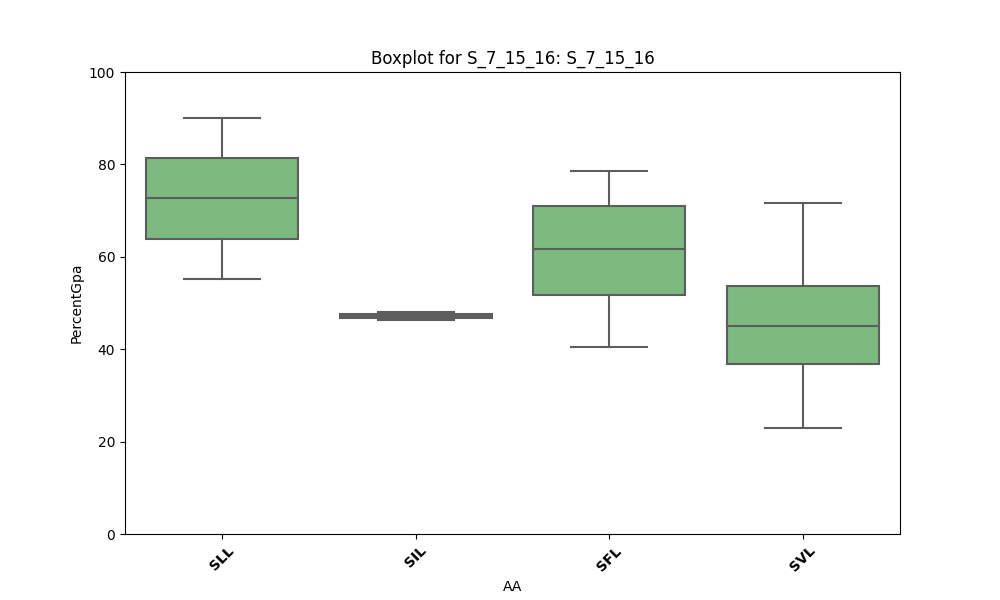 Boxplot for S_7_15_16: S_7_15_16
100
80
60
40
20
0
PercentGpa
SLL
SIL
SFL
SVL
AA